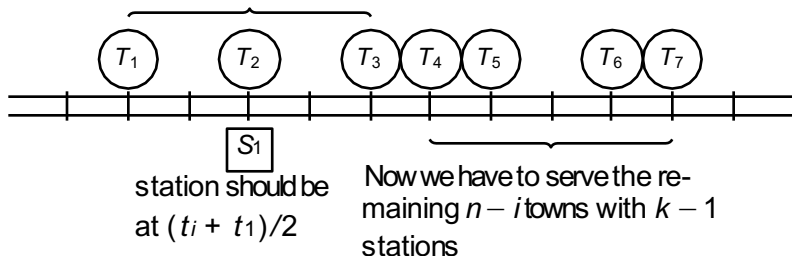 T1 T2 T3 T4 T5 T6 T7
S1
station should be
at (ti + t1)/2
Now we have to serve the re-
maining n − i towns with k − 1
stations